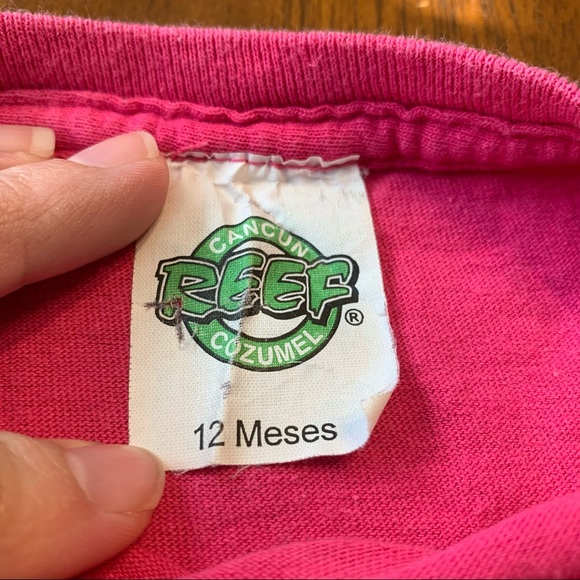 CANCUN
REEF
®
COZUMEL
12 Meses